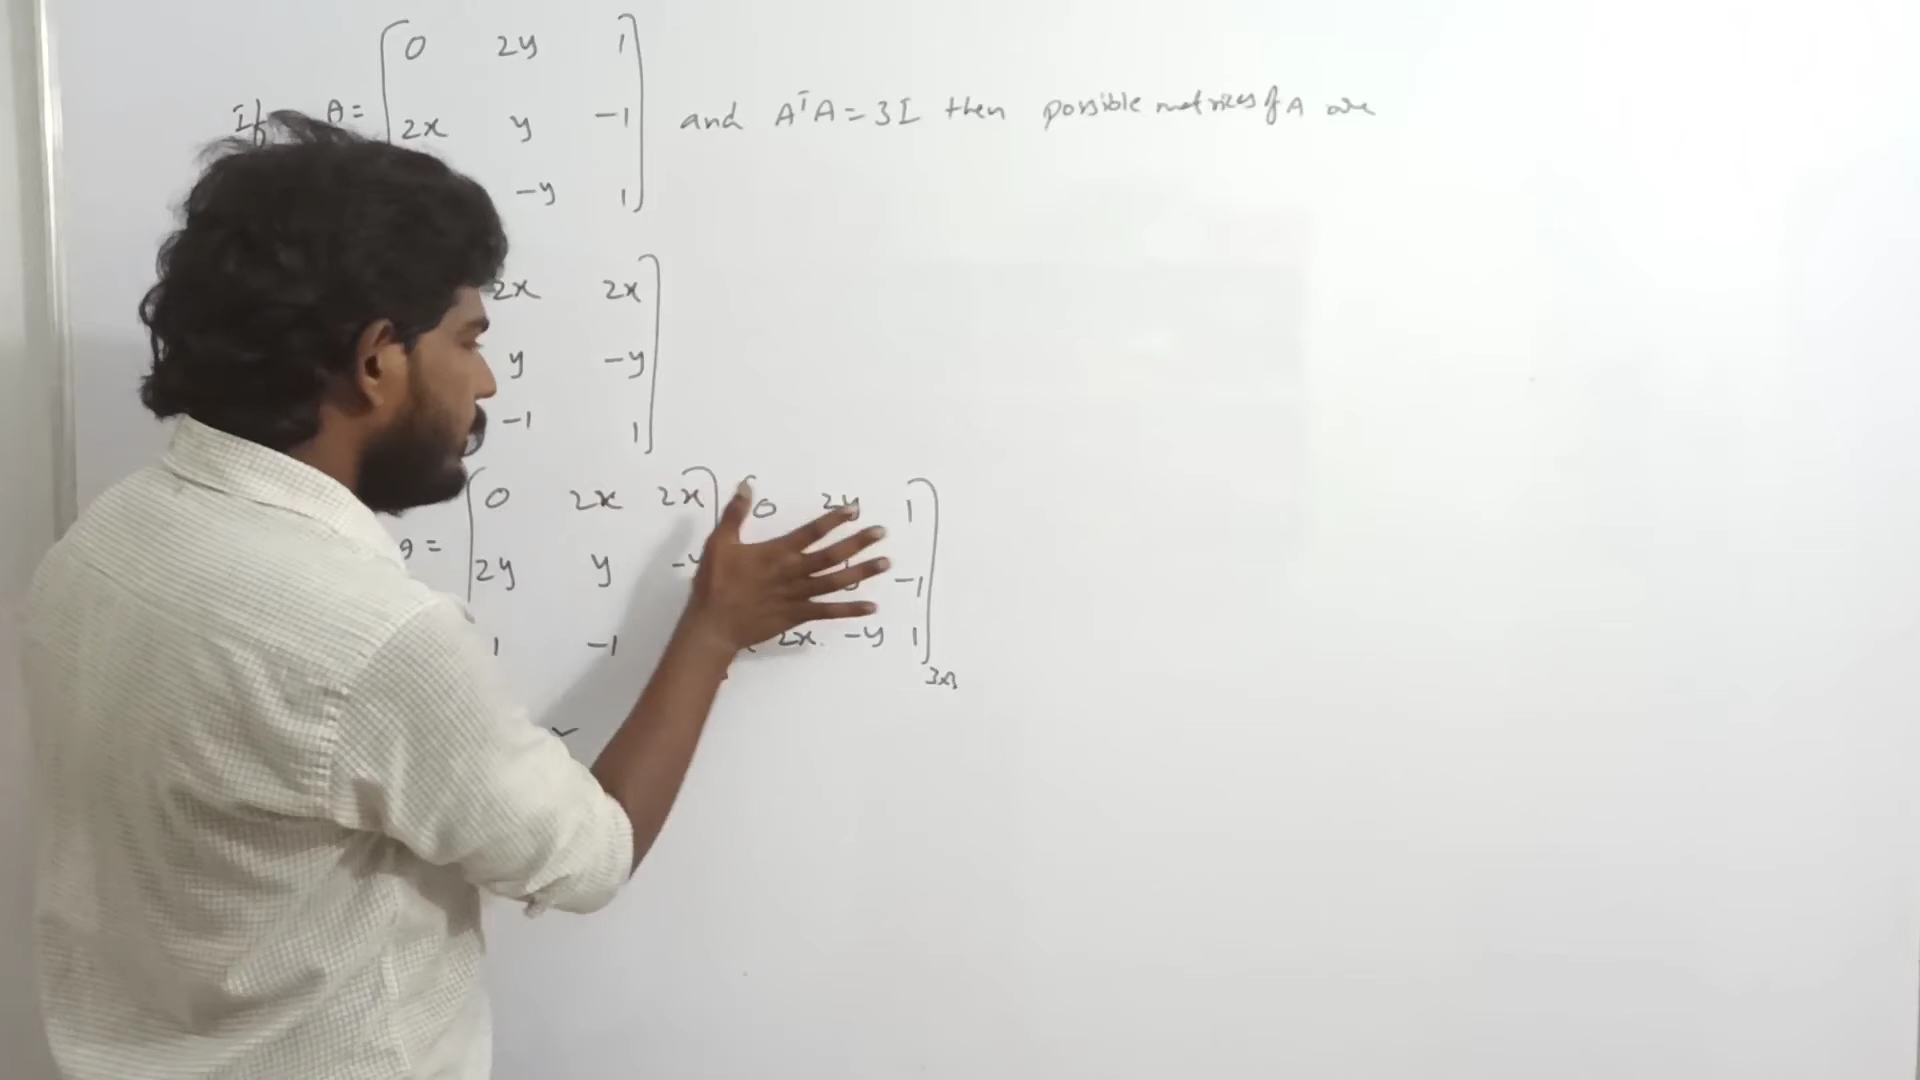 0 2y 1
If A = 2x y -1 and AᵀA = 3I then possible matrices of A are
-y 1
2x 2x
y -y
-1 1
0 2x 2x 0 2y 1
= 2y y -y -1
1 -1 2x -y 1
3x3